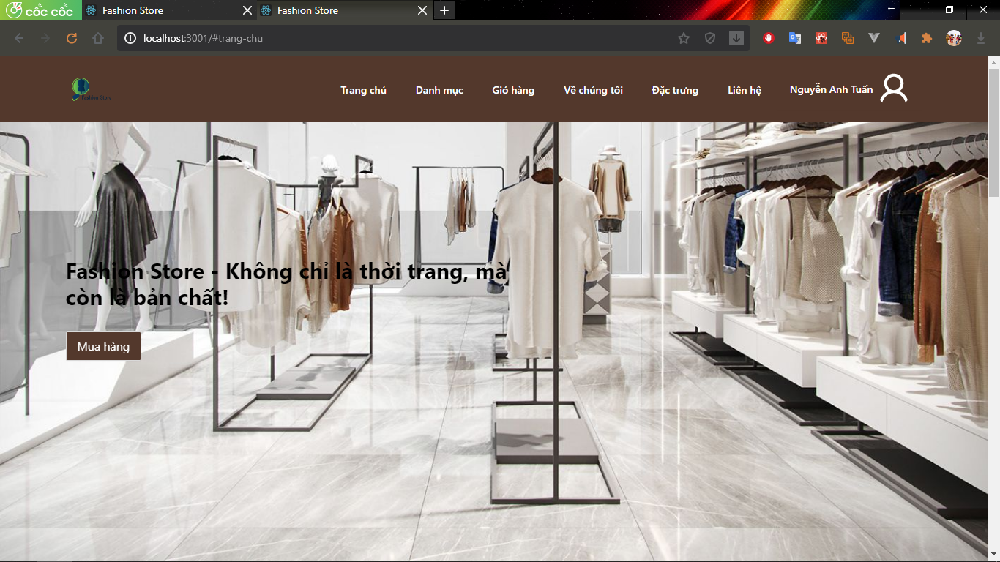 cốc cốc
Fashion Store
Fashion Store
localhost:3001/#trang-chu
Fashion Store
Trang chủ
Danh mục
Giỏ hàng
Về chúng tôi
Đặc trưng
Liên hệ
Nguyễn Anh Tuấn
Fashion Store - Không chỉ là thời trang, mà
còn là bản chất!
Mua hàng